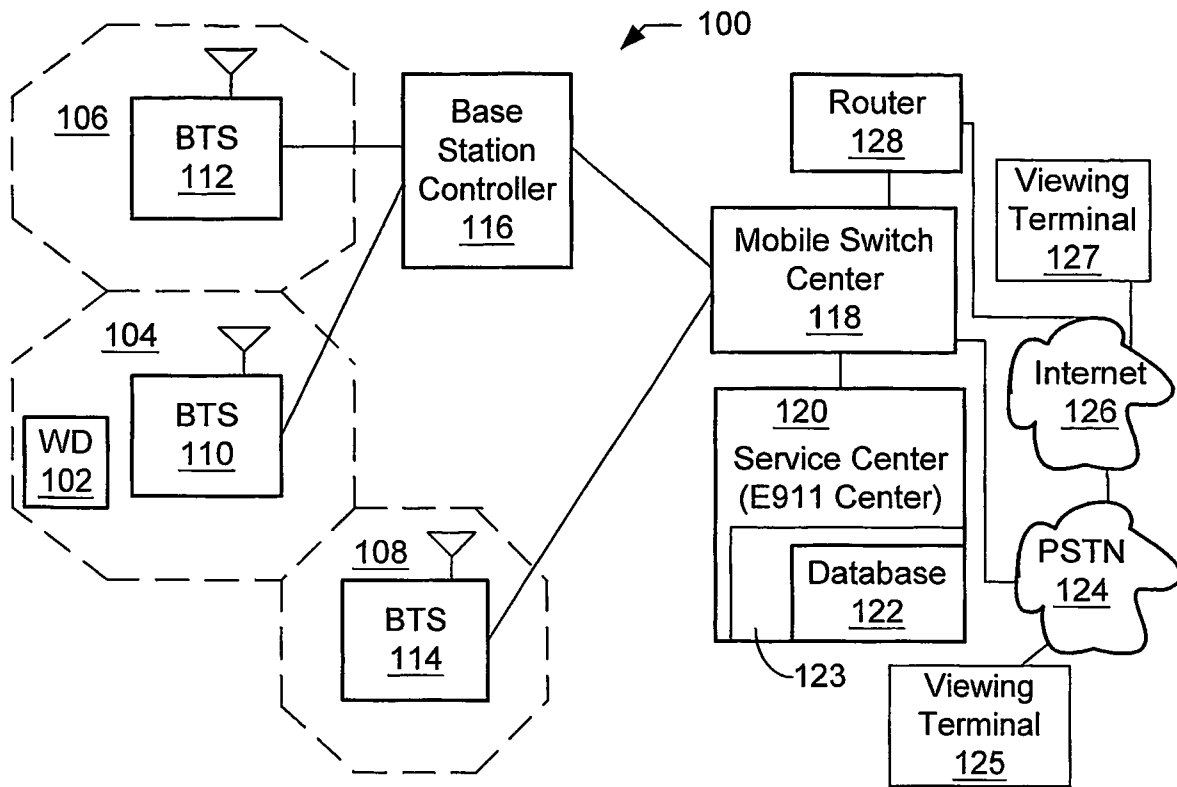 100
106
BTS
112
Base
Station
Controller
116
Router
128
Viewing
Terminal
127
Mobile Switch
Center
118
104
BTS
110
WD
102
Internet
126
120
Service Center
(E911 Center)
Database
122
123
PSTN
124
108
BTS
114
Viewing
Terminal
125